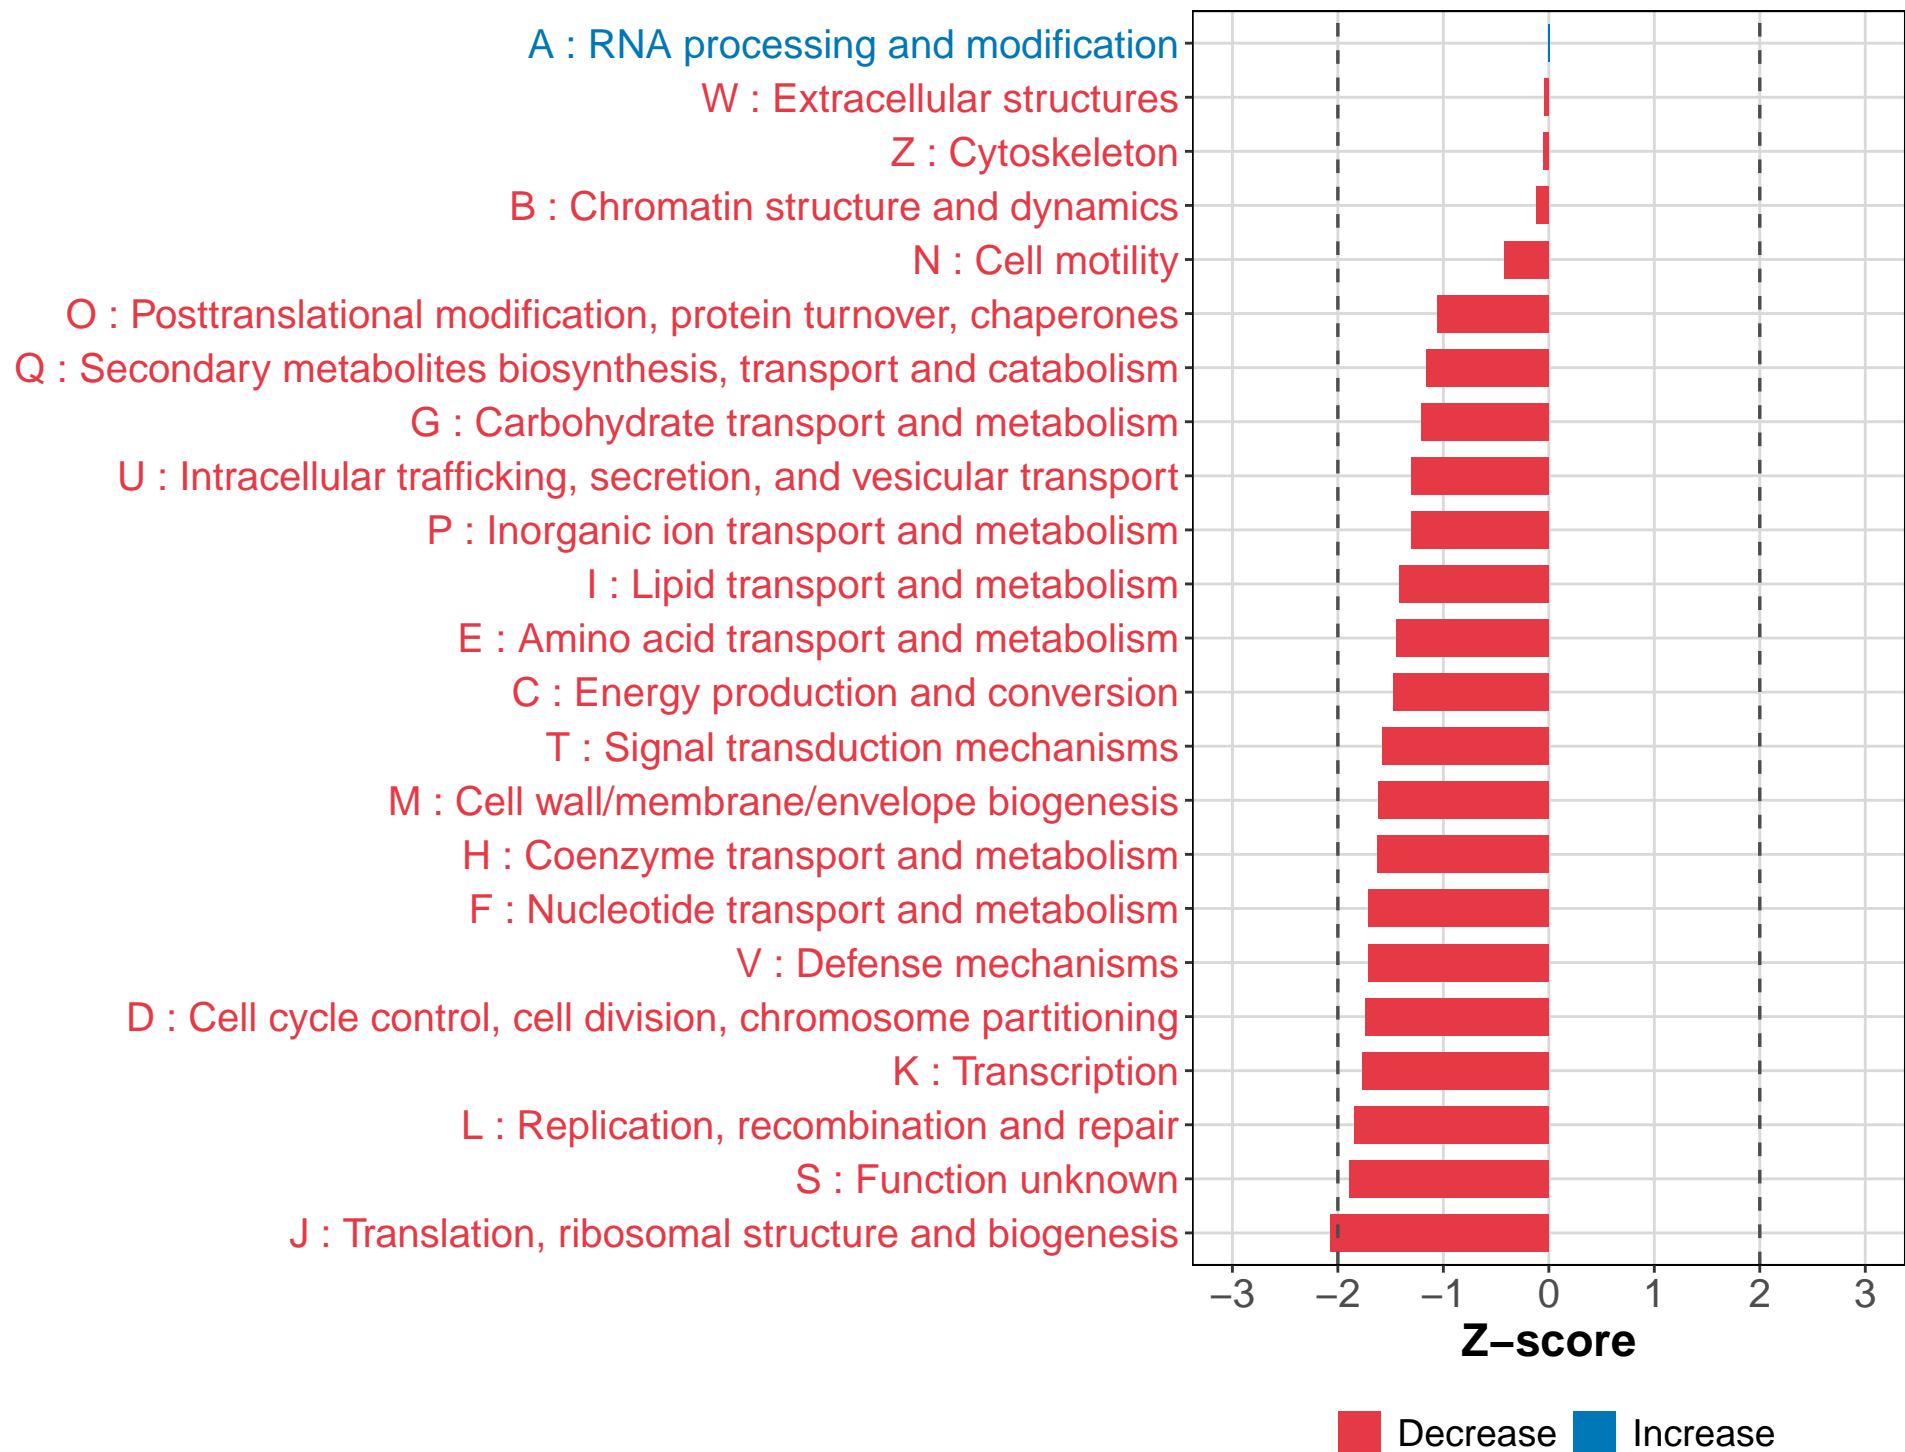 A : RNA processing and modification
W : Extracellular structures
Z : Cytoskeleton
B : Chromatin structure and dynamics
N : Cell motility
O : Posttranslational modification, protein turnover, chaperones
Q : Secondary metabolites biosynthesis, transport and catabolism
G : Carbohydrate transport and metabolism
U : Intracellular trafficking, secretion, and vesicular transport
P : Inorganic ion transport and metabolism
I : Lipid transport and metabolism
E : Amino acid transport and metabolism
C : Energy production and conversion
T : Signal transduction mechanisms
M : Cell wall/membrane/envelope biogenesis
H : Coenzyme transport and metabolism
F : Nucleotide transport and metabolism
V : Defense mechanisms
D : Cell cycle control, cell division, chromosome partitioning
K : Transcription
L : Replication, recombination and repair
S : Function unknown
J : Translation, ribosomal structure and biogenesis
−3 −2 −1 0 1 2 3
Z−score
Decrease Increase